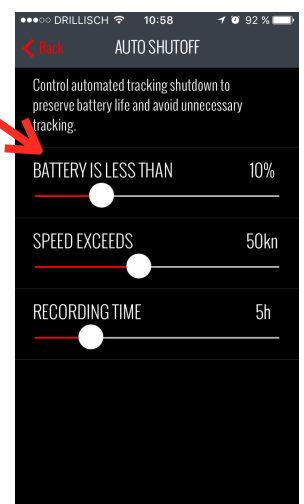 DRILLISCH 10:58 92 %
Back AUTO SHUTOFF
Control automated tracking shutdown to
preserve battery life and avoid unnecessary
tracking.
BATTERY IS LESS THAN 10%
SPEED EXCEEDS 50kn
RECORDING TIME 5h